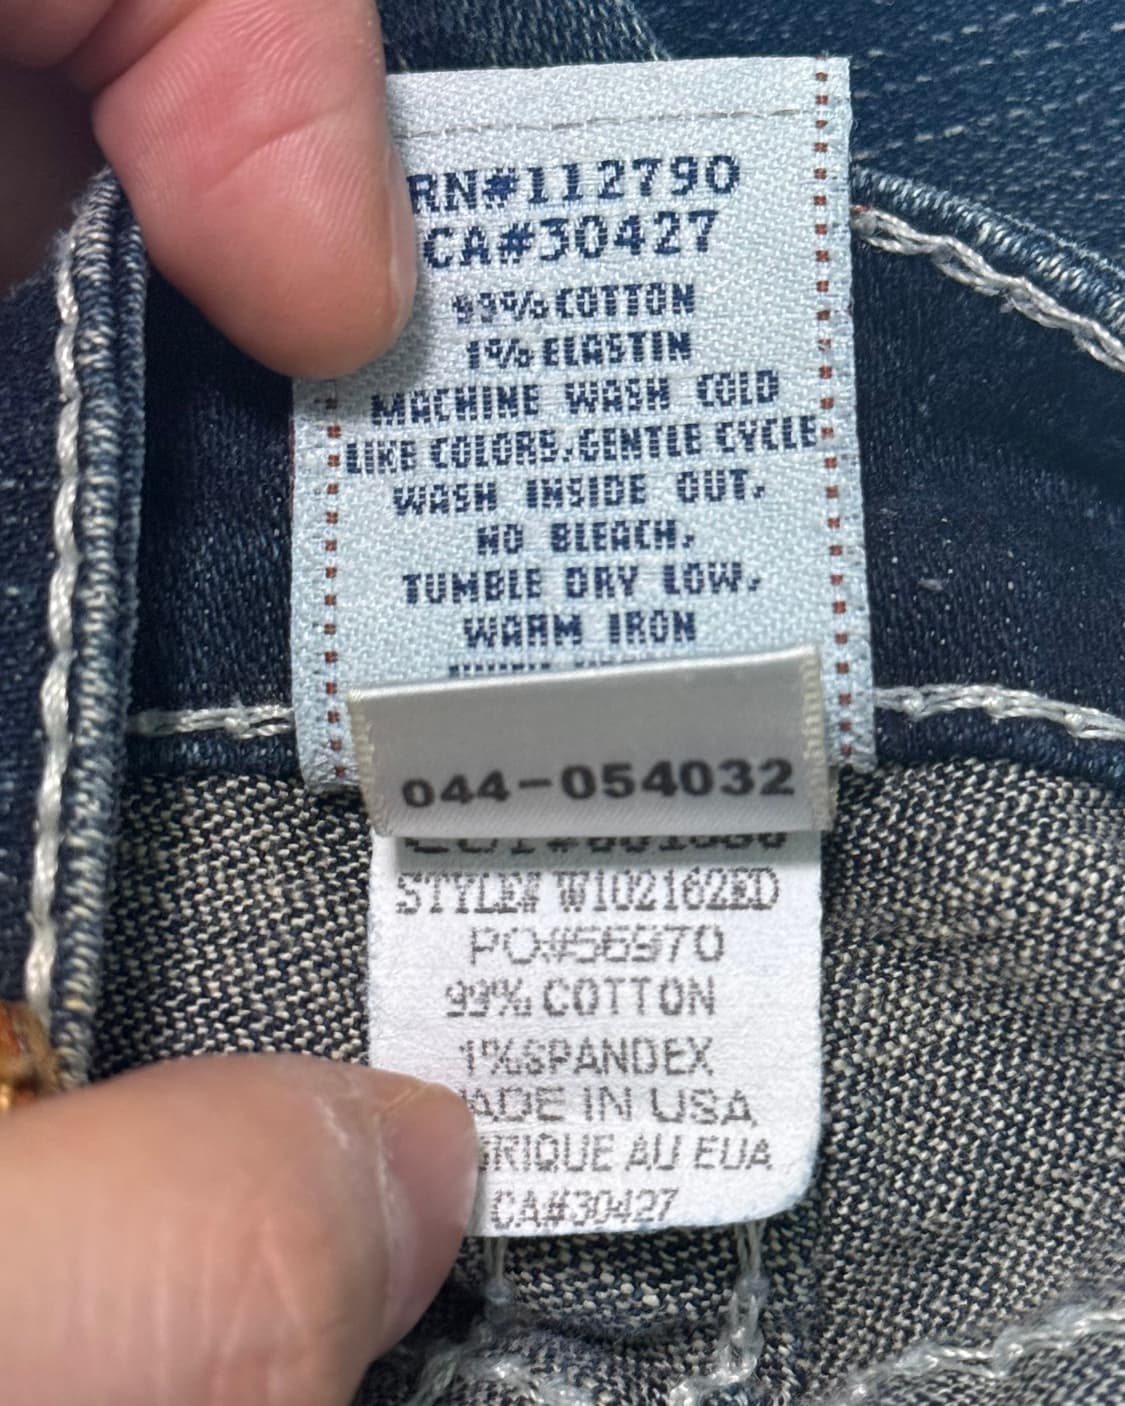 RN#112790
CA#30427
99% COTTON
1% ELASTIN
MACHINE WASH COLD
LIKE COLORS.GENTLE CYCLE
WASH INSIDE OUT.
NO BLEACH.
TUMBLE DRY LOW.
WARM IRON
044-054032
STYLE# W102162ED
PO#56970
99% COTTON
1%SPANDEX
ADE IN USA
BRIQUE AU EUA
CA#30427